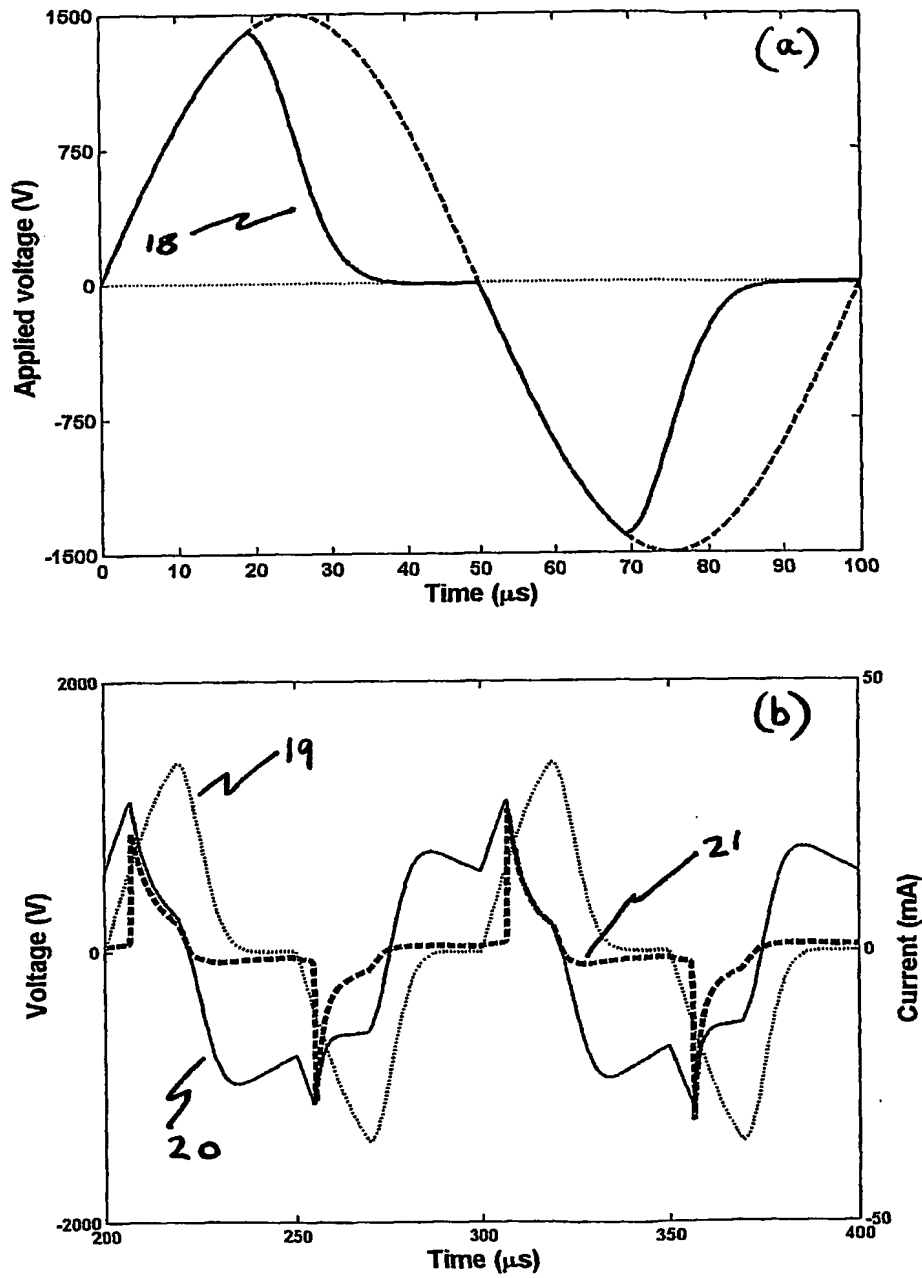 1500
750
0
-750
-1500
Applied voltage (V)
(a)
18
0 10 20 30 40 50 60 70 80 90 100
Time (μs)
2000
0
-2000
Voltage (V)
50
0
-50
Current (mA)
(b)
19
21
20
200 250 300 350 400
Time (μs)